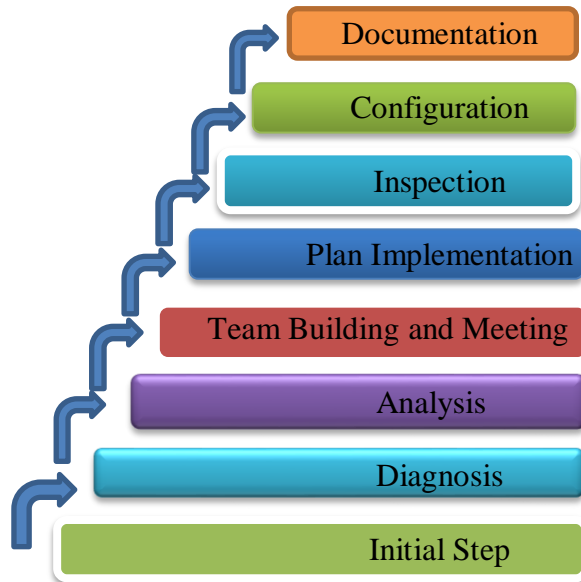 Documentation
Configuration
Inspection
Plan Implementation
Team Building and Meeting
Analysis
Diagnosis
Initial Step